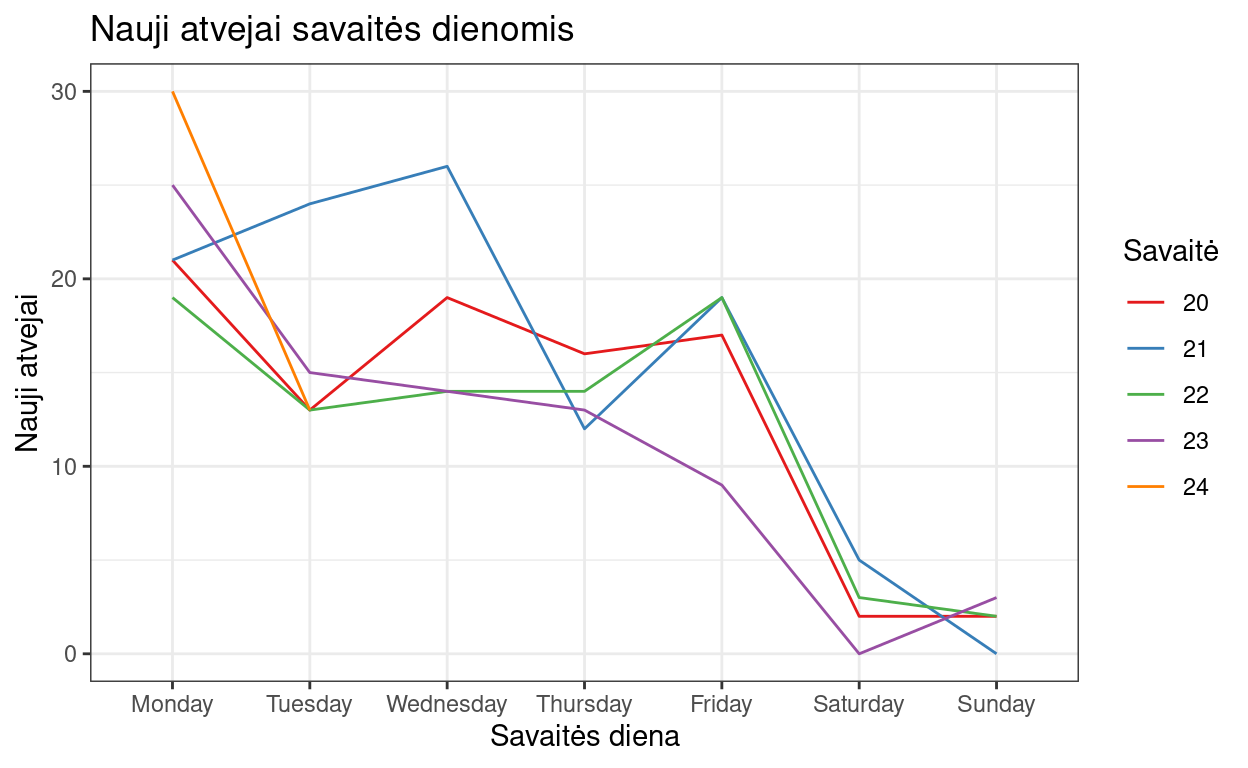 Nauji atvejai savaitės dienomis
30
20
10
0
Nauji atvejai
Monday Tuesday Wednesday Thursday Friday Saturday Sunday
Savaitės diena
Savaitė
20
21
22
23
24